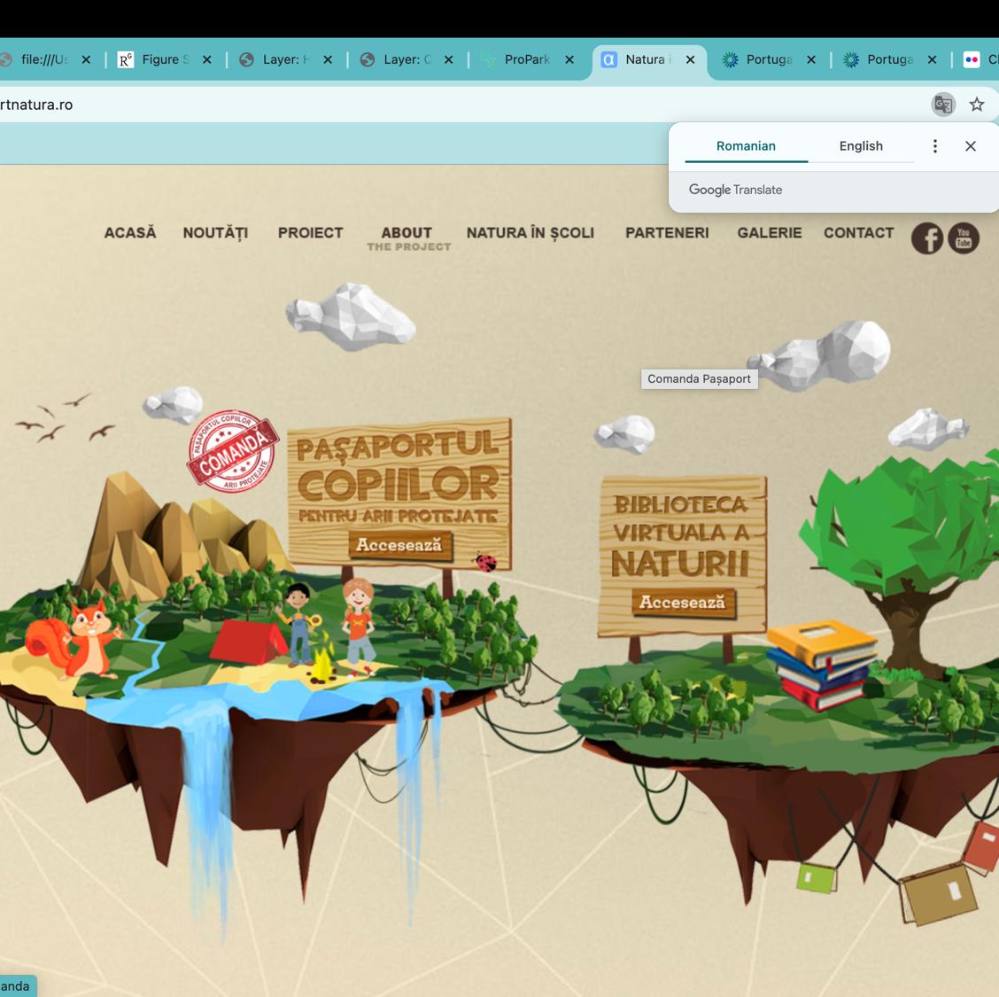 file:///Us
Figure S
Layer: H
Layer:
ProPark
Natura i
Portuga
Portuga
rtnatura.ro
Romanian
English
Google Translate
ACASĂ
NOUTĂȚI
PROIECT
ABOUT
THE PROJECT
NATURA ÎN ȘCOLI
PARTENERI
GALERIE
CONTACT
You
Tube
Comanda Pașaport
PAȘAPORTUL COPIILOR
COMANDĂ
ARII PROTEJATE
PAȘAPORTUL
COPIILOR
PENTRU ARII PROTEJATE
Accesează
BIBLIOTECA
VIRTUALA A
NATURII
Accesează
anda